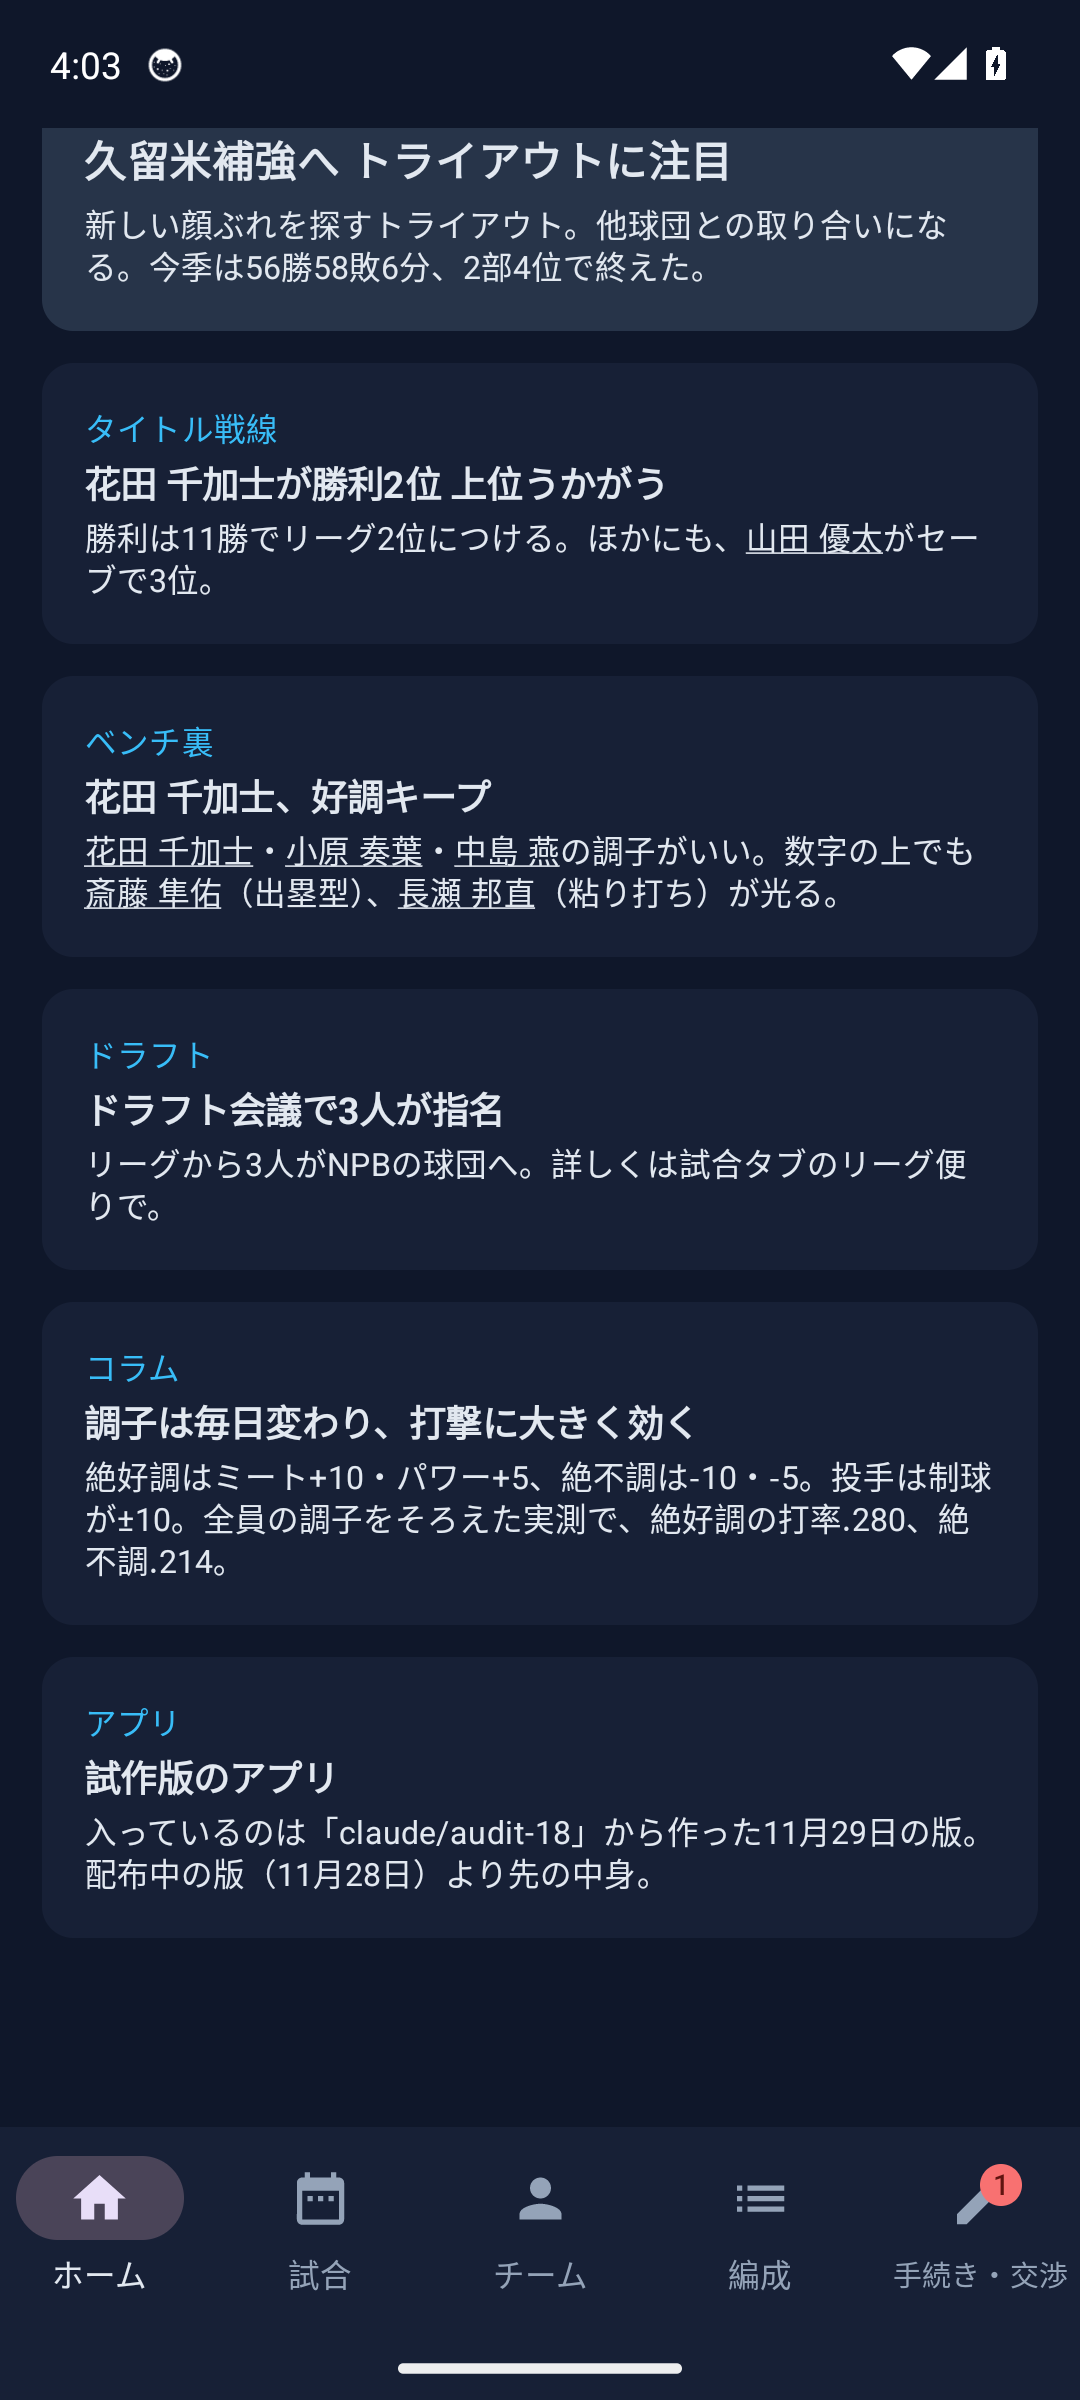 4:03
久留米補強へ トライアウトに注目
新しい顔ぶれを探すトライアウト。他球団との取り合いにな
る。今季は56勝58敗6分、2部4位で終えた。
タイトル戦線
花田 千加士が勝利2位 上位うかがう
勝利は11勝でリーグ2位につける。ほかにも、山田 優太がセー
ブで3位。
ベンチ裏
花田 千加士、好調キープ
花田 千加士・小原 奏葉・中島 燕の調子がいい。数字の上でも
斎藤 隼佑（出塁型）、長瀬 邦直（粘り打ち）が光る。
ドラフト
ドラフト会議で3人が指名
リーグから3人がNPBの球団へ。詳しくは試合タブのリーグ便
りで。
コラム
調子は毎日変わり、打撃に大きく効く
絶好調はミート+10・パワー+5、絶不調は-10・-5。投手は制球
が±10。全員の調子をそろえた実測で、絶好調の打率.280、絶
不調.214。
アプリ
試作版のアプリ
入っているのは「claude/audit-18」から作った11月29日の版。
配布中の版（11月28日）より先の中身。
1
ホーム
試合
チーム
編成
手続き・交渉